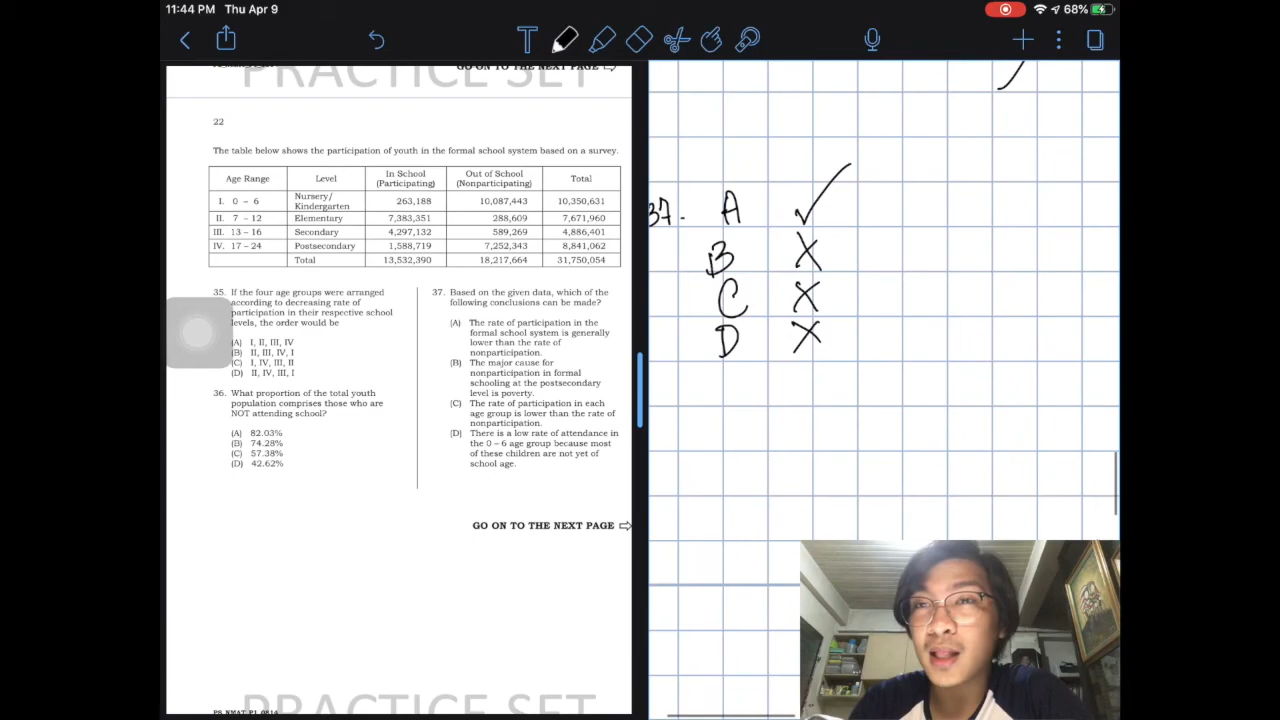 11:44 PM Thu Apr 9
68%
PRACTICE SET
GO ON TO THE NEXT PAGE
22
The table below shows the participation of youth in the formal school system based on a survey.
Age Range Level In School (Participating) Out of School (Nonparticipating) Total
I. 0 – 6 Nursery/ Kindergarten 263,188 10,087,443 10,350,631
II. 7 – 12 Elementary 7,383,351 288,609 7,671,960
III. 13 – 16 Secondary 4,297,132 589,269 4,886,401
IV. 17 – 24 Postsecondary 1,588,719 7,252,343 8,841,062
Total 13,532,390 18,217,664 31,750,054
35. If the four age groups were arranged
according to decreasing rate of
participation in their respective school
levels, the order would be
(A) I, II, III, IV
(B) II, III, IV, I
(C) I, IV, III, II
(D) II, IV, III, I
36. What proportion of the total youth
population comprises those who are
NOT attending school?
(A) 82.03%
(B) 74.28%
(C) 57.38%
(D) 42.62%
37. Based on the given data, which of the
following conclusions can be made?
(A) The rate of participation in the
formal school system is generally
lower than the rate of
nonparticipation.
(B) The major cause for
nonparticipation in formal
schooling at the postsecondary
level is poverty.
(C) The rate of participation in each
age group is lower than the rate of
nonparticipation.
(D) There is a low rate of attendance in
the 0 – 6 age group because most
of these children are not yet of
school age.
GO ON TO THE NEXT PAGE
PRACTICE SET
PS NMAT P1 0814
37. A ✓
B X
C X
D X